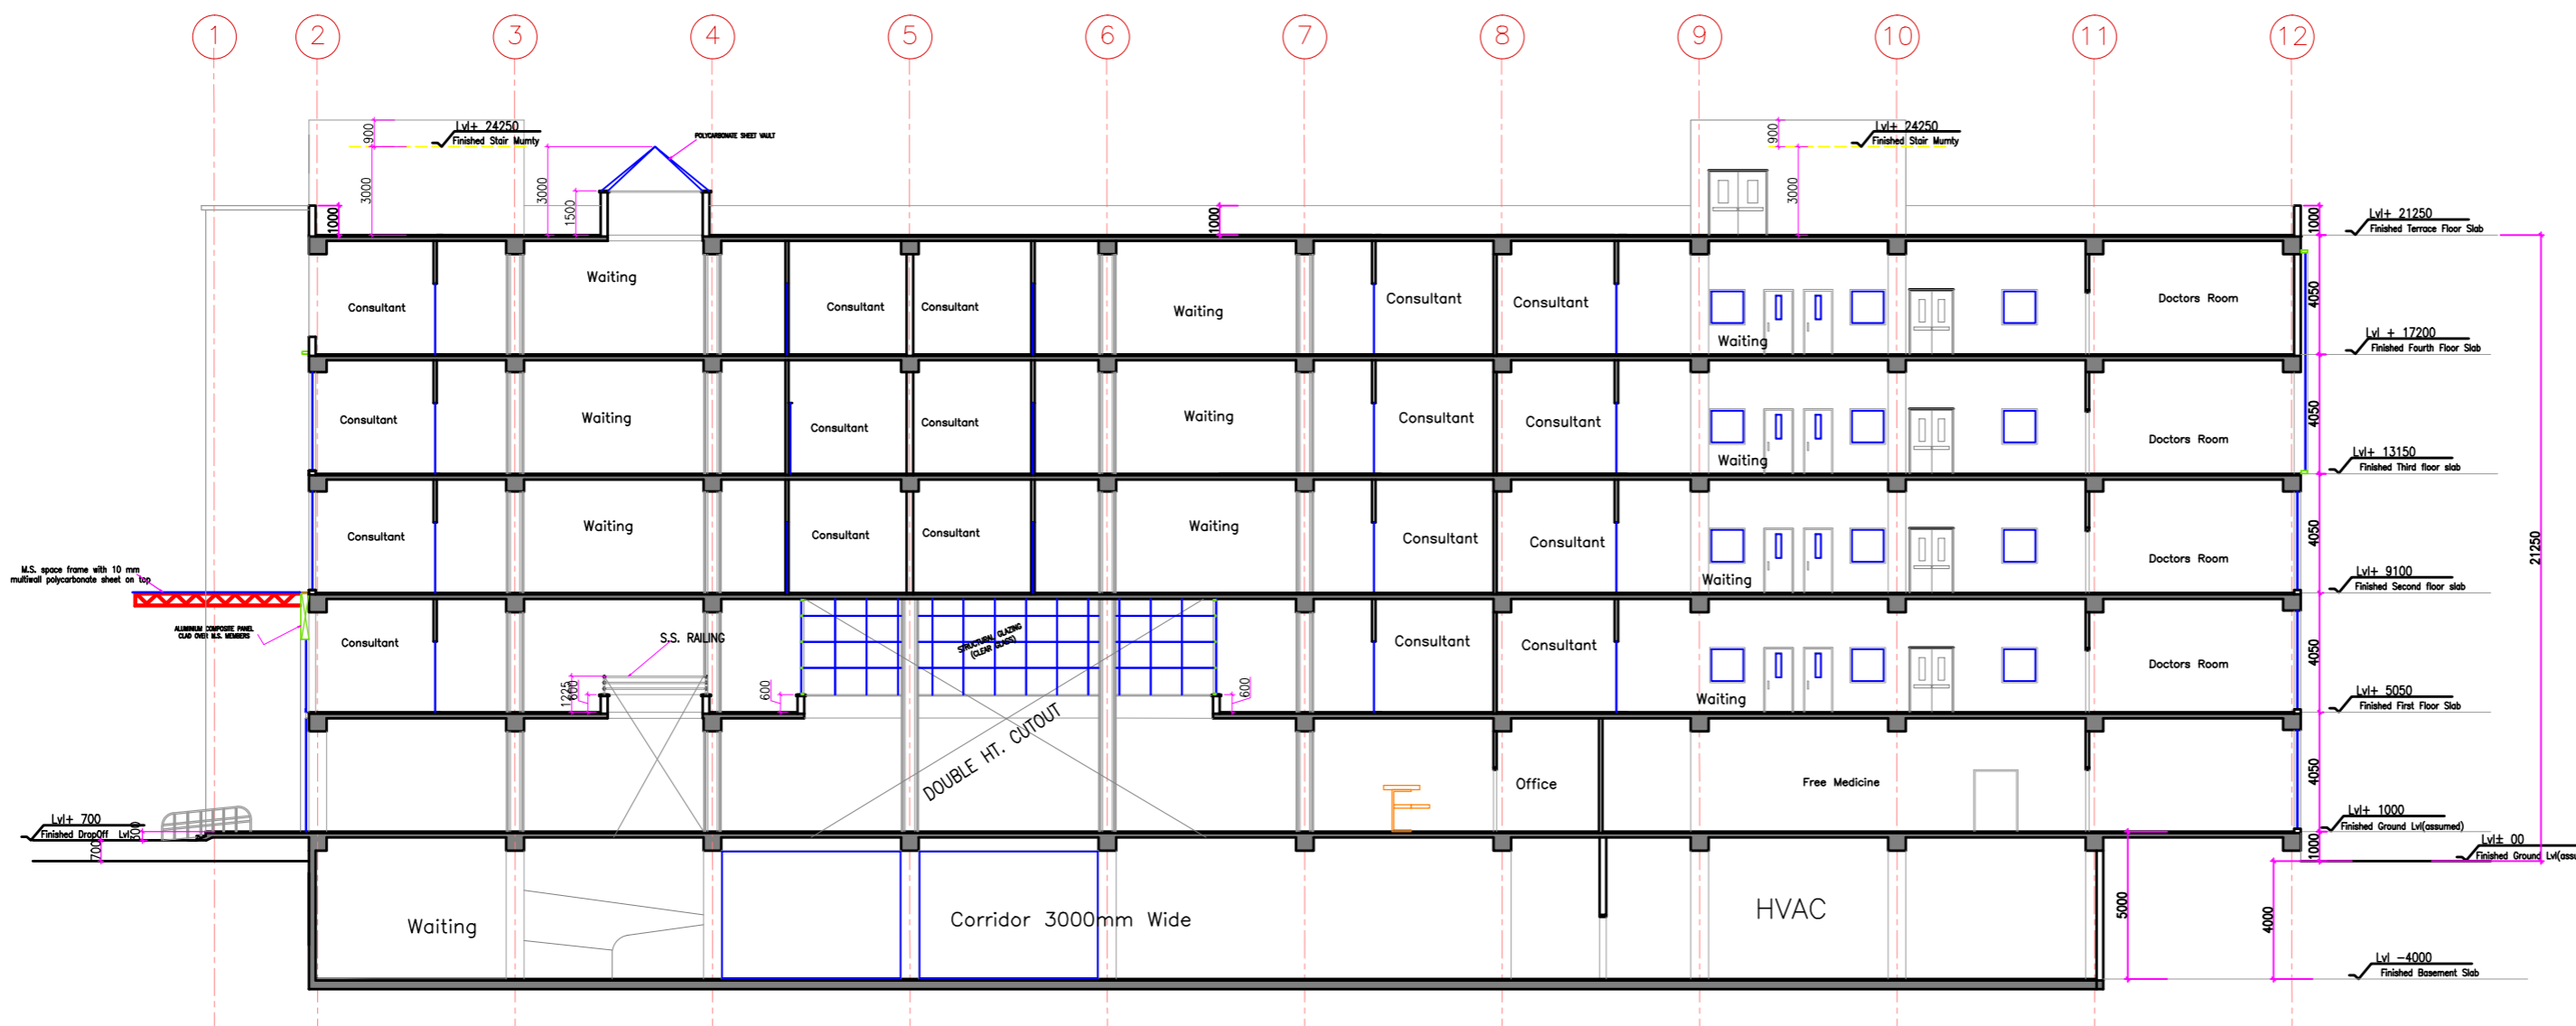 1
2
3
4
5
6
7
8
9
10
11
12
Lvl+ 24250
Finished Stair Mumty
900
3000
POLYCARBONATE SHEET VAULT
3000
1500
1000
1000
Lvl+ 24250
Finished Stair Mumty
900
3000
1000
Lvl+ 21250
Finished Terrace Floor Slab
Consultant
Waiting
Consultant
Consultant
Waiting
Consultant
Consultant
Waiting
Doctors Room
4050
Lvl + 17200
Finished Fourth Floor Slab
Consultant
Waiting
Consultant
Consultant
Waiting
Consultant
Consultant
Waiting
Doctors Room
4050
Lvl+ 13150
Finished Third floor slab
Consultant
Waiting
Consultant
Consultant
Waiting
Consultant
Consultant
Waiting
Doctors Room
4050
21250
Lvl+ 9100
Finished Second floor slab
M.S. space frame with 10 mm
multiwall polycarbonate sheet on top
ALUMINIUM COMPOSITE PANEL
CLAD OVER M.S. MEMBERS
Consultant
S.S. RAILING
1225
600
600
STRUCTURAL GLAZING
(CLEAR GLASS)
600
Consultant
Consultant
Waiting
Doctors Room
4050
Lvl+ 5050
Finished First Floor Slab
DOUBLE HT. CUTOUT
Office
Free Medicine
4050
Lvl+ 700
Finished DropOff Lvl
300
700
Lvl+ 1000
Finished Ground Lvl(assumed)
1000
Lvl± 00
Finished Ground Lvl(assu
Waiting
Corridor 3000mm Wide
HVAC
5000
4000
Lvl -4000
Finished Basement Slab